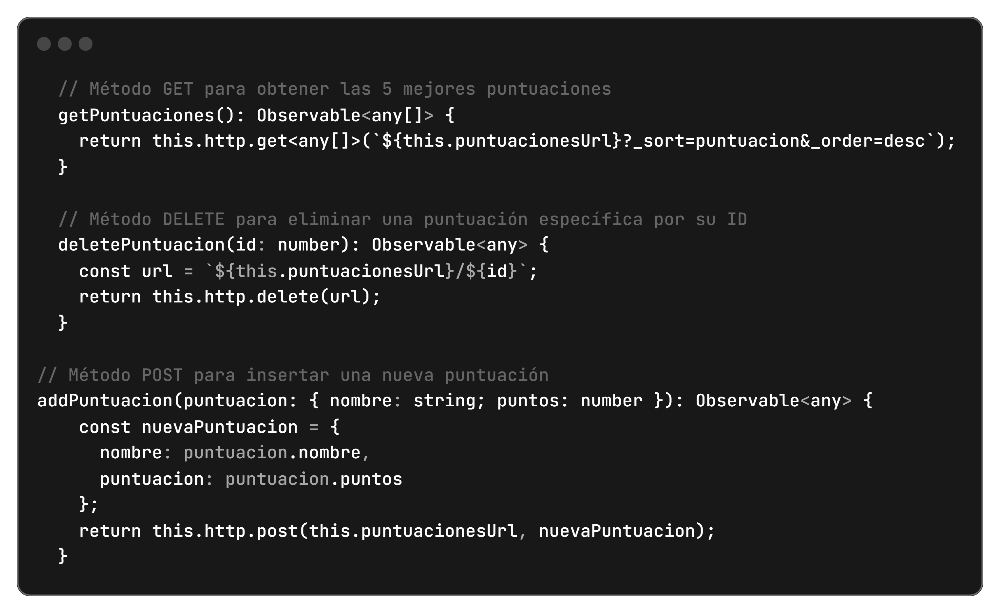 // Método GET para obtener las 5 mejores puntuaciones
getPuntuaciones(): Observable<any[]> {
return this.http.get<any[]>(`${this.puntuacionesUrl}?_sort=puntuacion&_order=desc`);
}
// Método DELETE para eliminar una puntuación específica por su ID
deletePuntuacion(id: number): Observable<any> {
const url = `${this.puntuacionesUrl}/${id}`;
return this.http.delete(url);
}
// Método POST para insertar una nueva puntuación
addPuntuacion(puntuacion: { nombre: string; puntos: number }): Observable<any> {
const nuevaPuntuacion = {
nombre: puntuacion.nombre,
puntuacion: puntuacion.puntos
};
return this.http.post(this.puntuacionesUrl, nuevaPuntuacion);
}